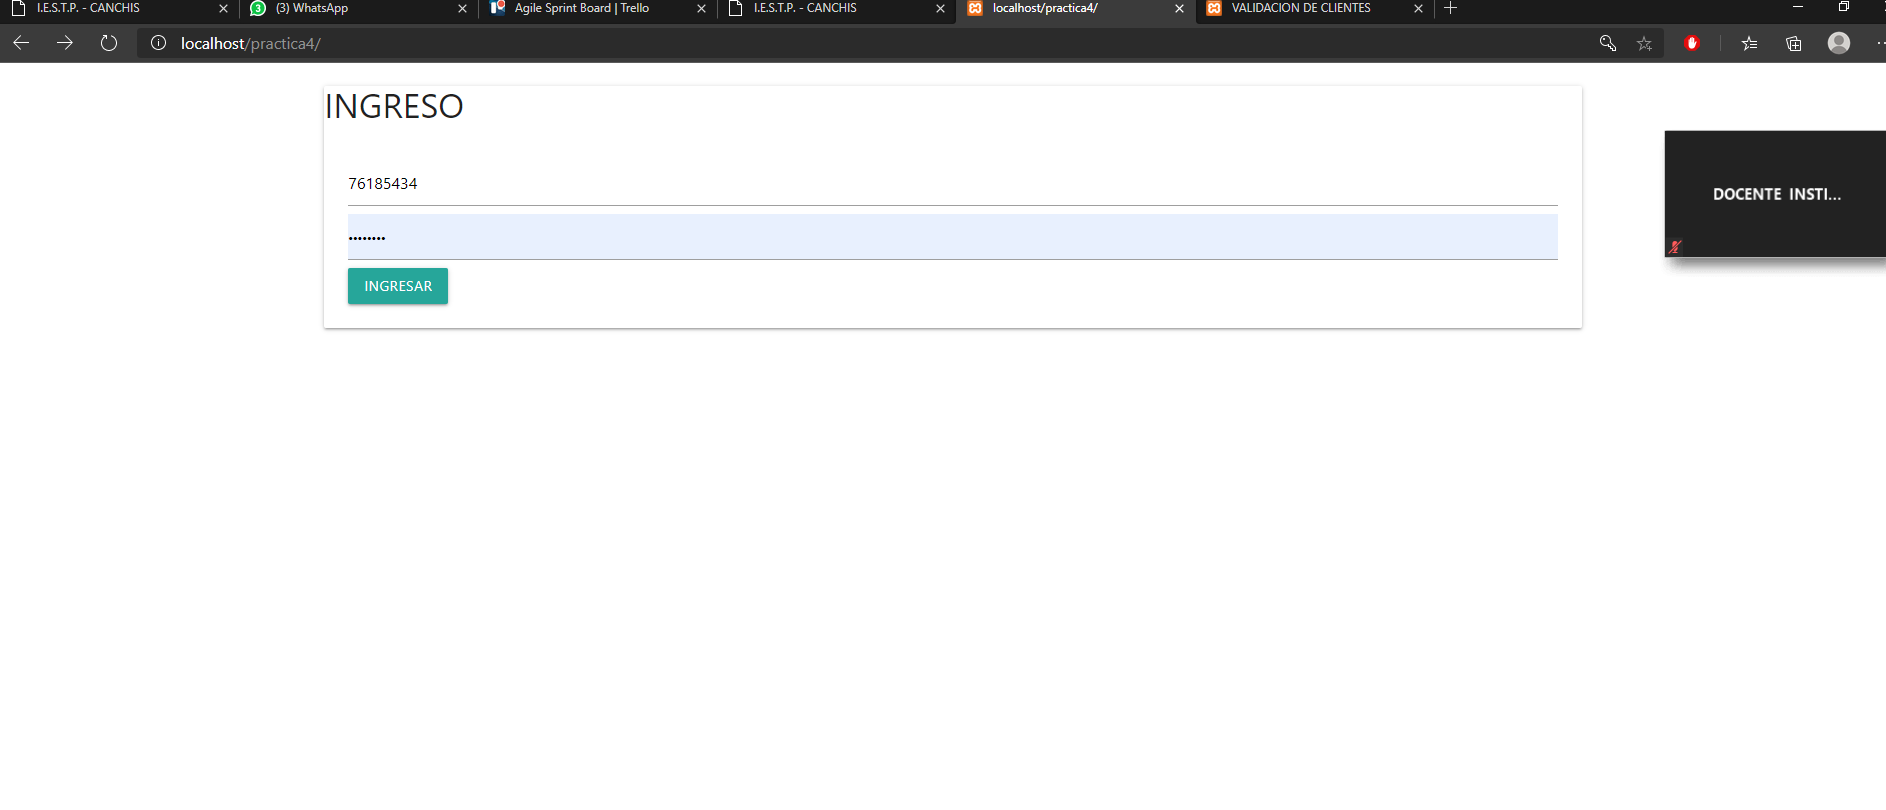 I.E.S.T.P. - CANCHIS
3
(3) WhatsApp
Agile Sprint Board | Trello
I.E.S.T.P. - CANCHIS
localhost/practica4/
VALIDACION DE CLIENTES
localhost/practica4/
INGRESO
76185434
••••••••
INGRESAR
DOCENTE INSTI...